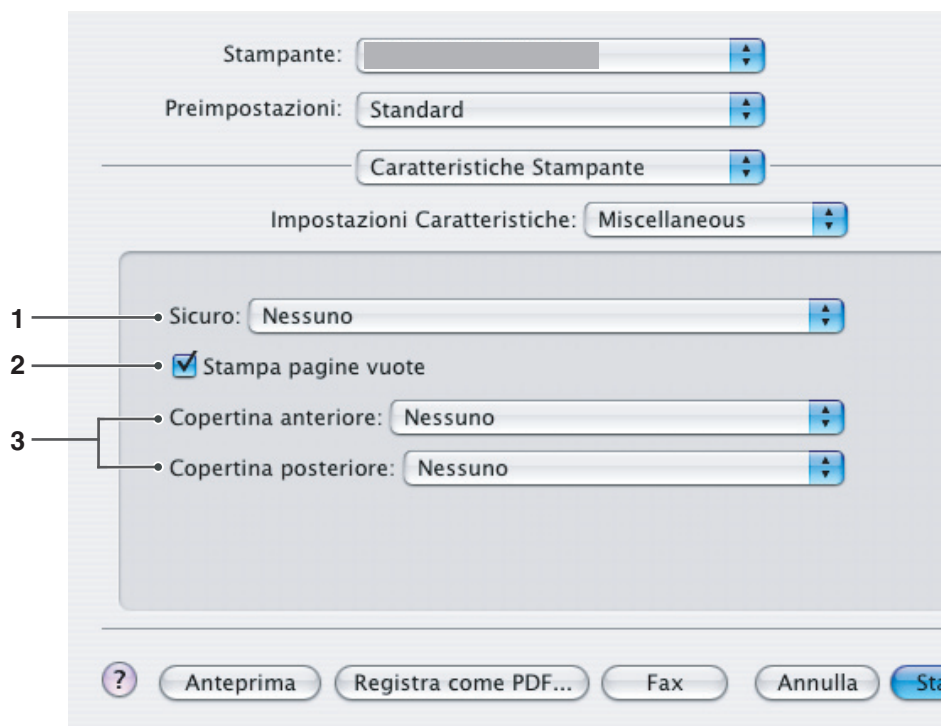 Stampante:
Preimpostazioni: Standard
Caratteristiche Stampante
Impostazioni Caratteristiche: Miscellaneous
1 Sicuro: Nessuno
2 Stampa pagine vuote
Copertina anteriore: Nessuno
3
Copertina posteriore: Nessuno
? Anteprima Registra come PDF... Fax Annulla Sta